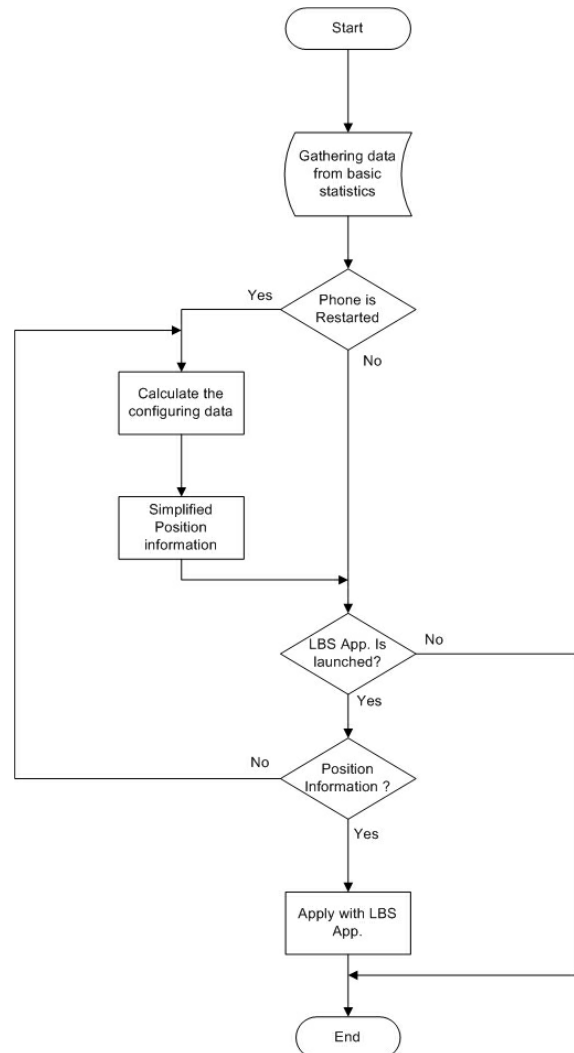 Start
Gathering data
from basic
statistics
Yes
Phone is
Restarted
No
Calculate the
configuring data
Simplified
Position
information
LBS App. Is
launched?
No
Yes
No
Position
Information ?
Yes
Apply with LBS
App.
End